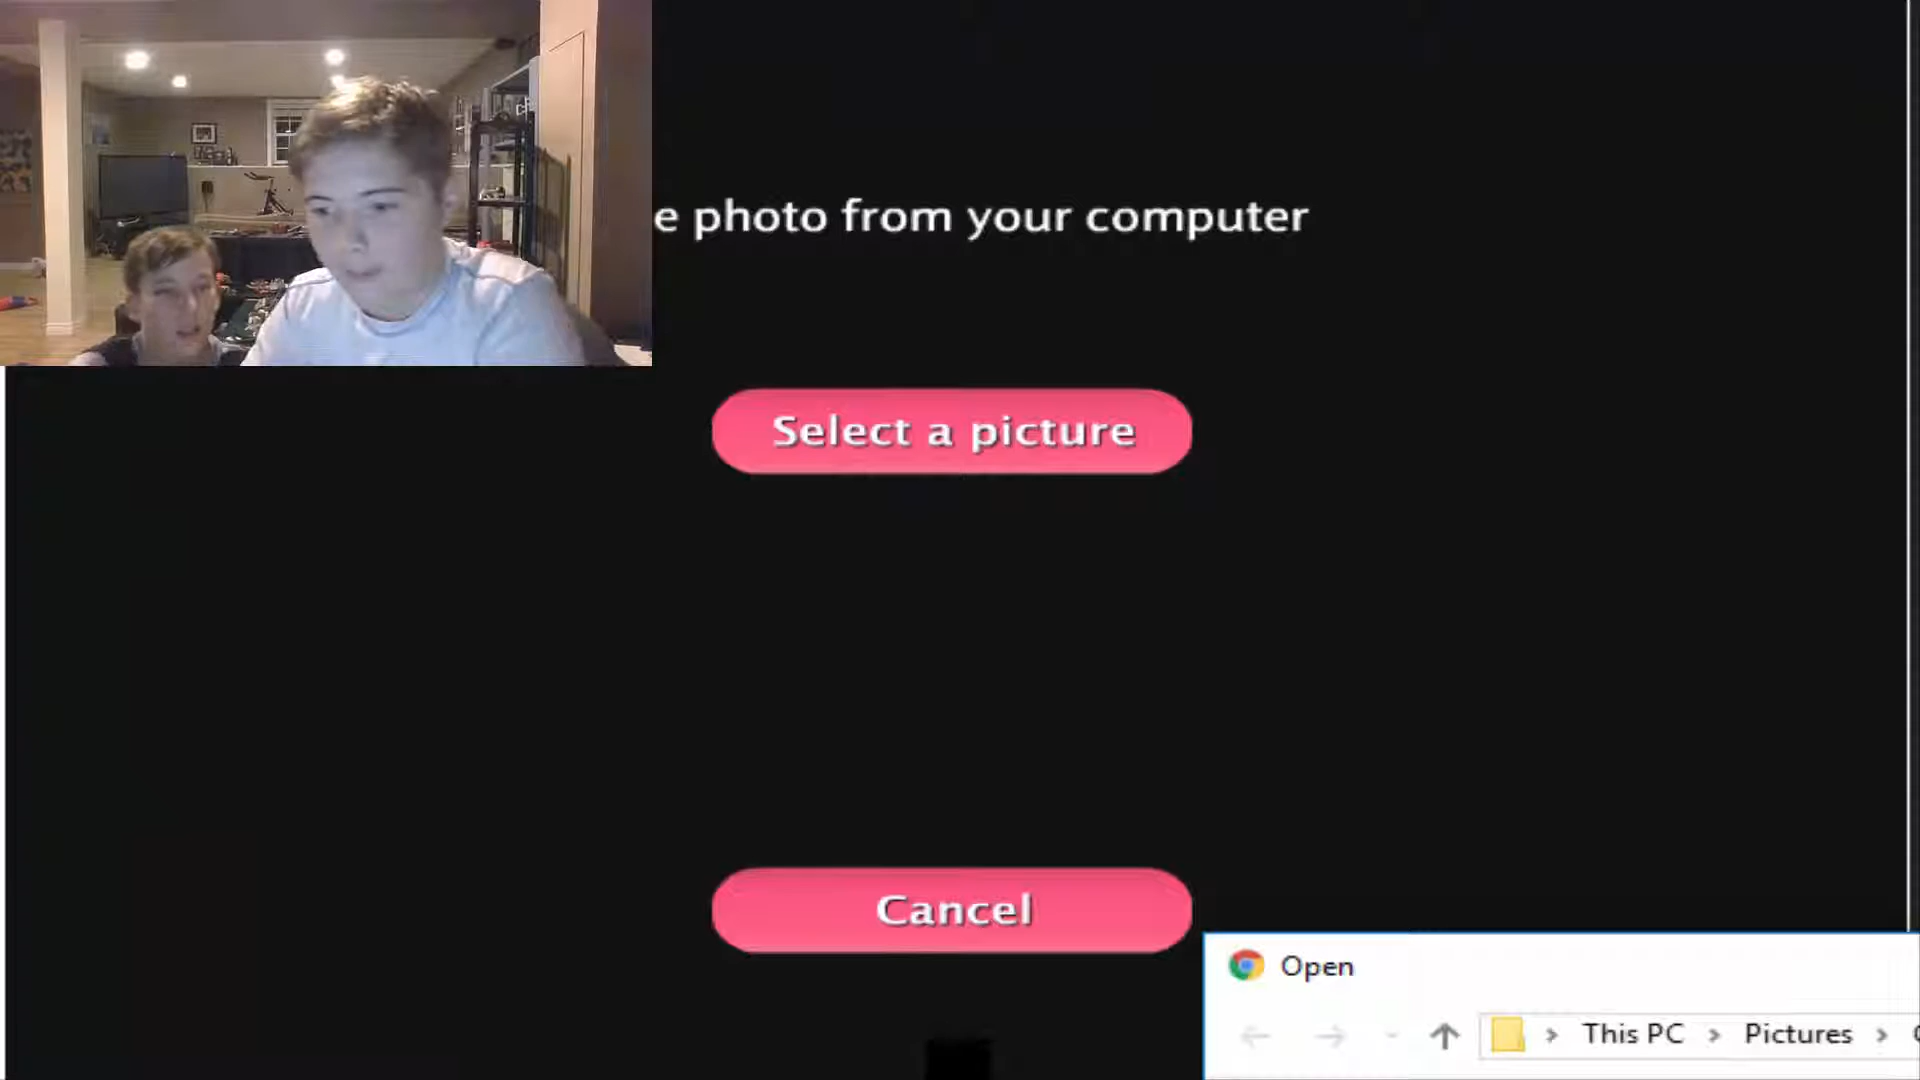 e photo from your computer
Select a picture
Cancel
Open
This PC > Pictures >